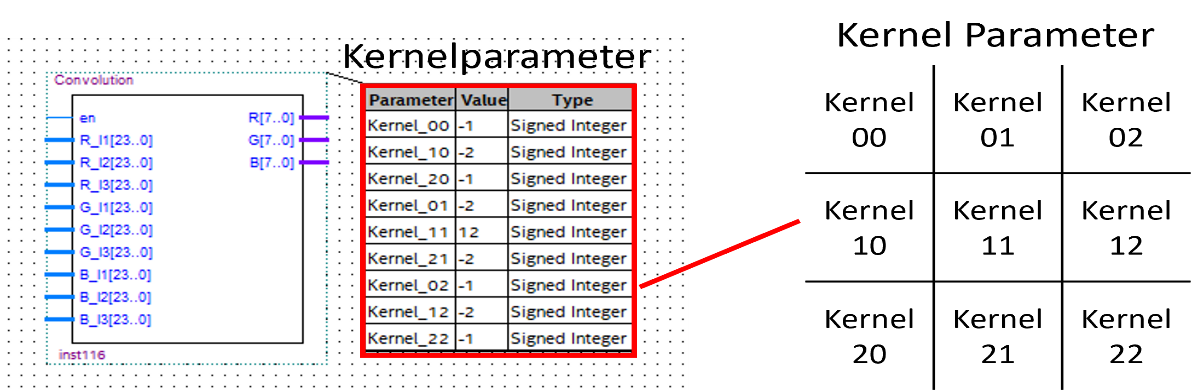 Kernelparameter
Convolution
en
R_I1[23..0]
R_I2[23..0]
R_I3[23..0]
G_I1[23..0]
G_I2[23..0]
G_I3[23..0]
B_I1[23..0]
B_I2[23..0]
B_I3[23..0]
R[7..0]
G[7..0]
B[7..0]
inst116
Parameter Value Type
Kernel_00 -1 Signed Integer
Kernel_10 -2 Signed Integer
Kernel_20 -1 Signed Integer
Kernel_01 -2 Signed Integer
Kernel_11 12 Signed Integer
Kernel_21 -2 Signed Integer
Kernel_02 -1 Signed Integer
Kernel_12 -2 Signed Integer
Kernel_22 -1 Signed Integer
Kernel Parameter
Kernel Kernel Kernel
00 01 02
Kernel Kernel Kernel
10 11 12
Kernel Kernel Kernel
20 21 22